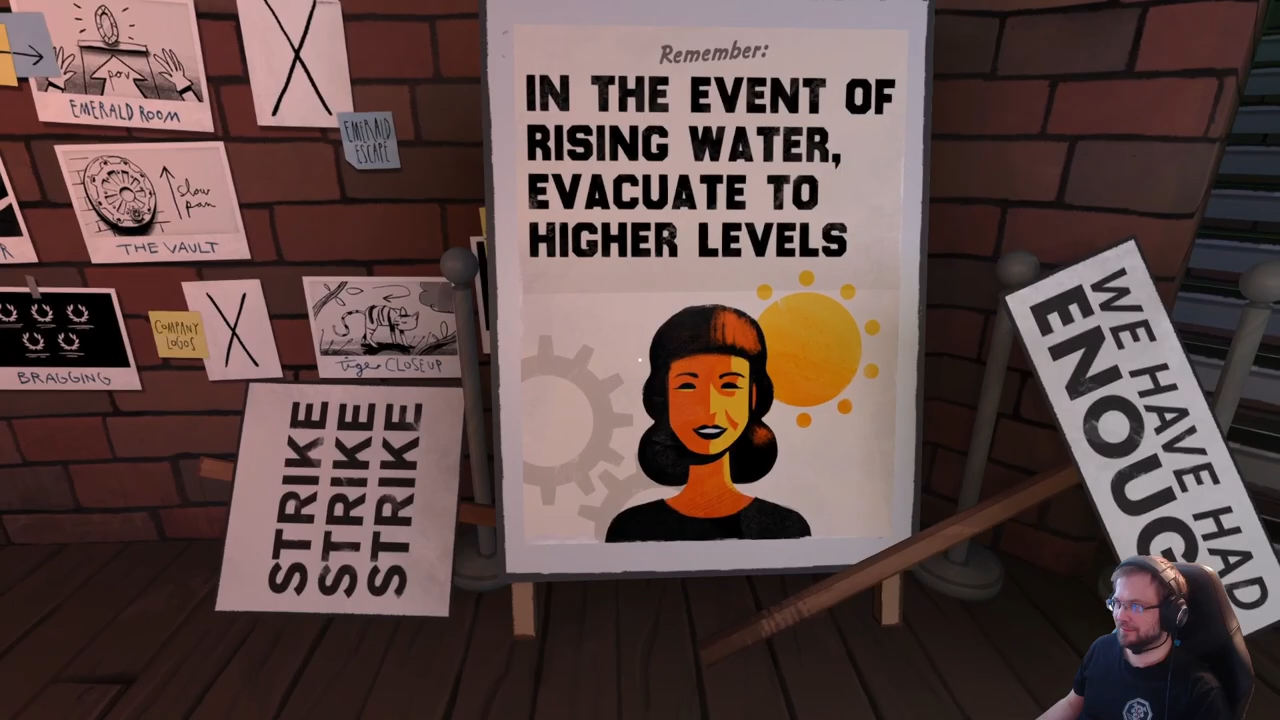 Remember:
IN THE EVENT OF
RISING WATER,
EVACUATE TO
HIGHER LEVELS
pov
EMERALD ROOM
EMERALD
ESCAPE
slow
pan
THE VAULT
COMPANY
LOGOS
BRAGGING
tiger CLOSEUP
STRIKE
STRIKE
STRIKE
WE HAVE HAD
ENOUG